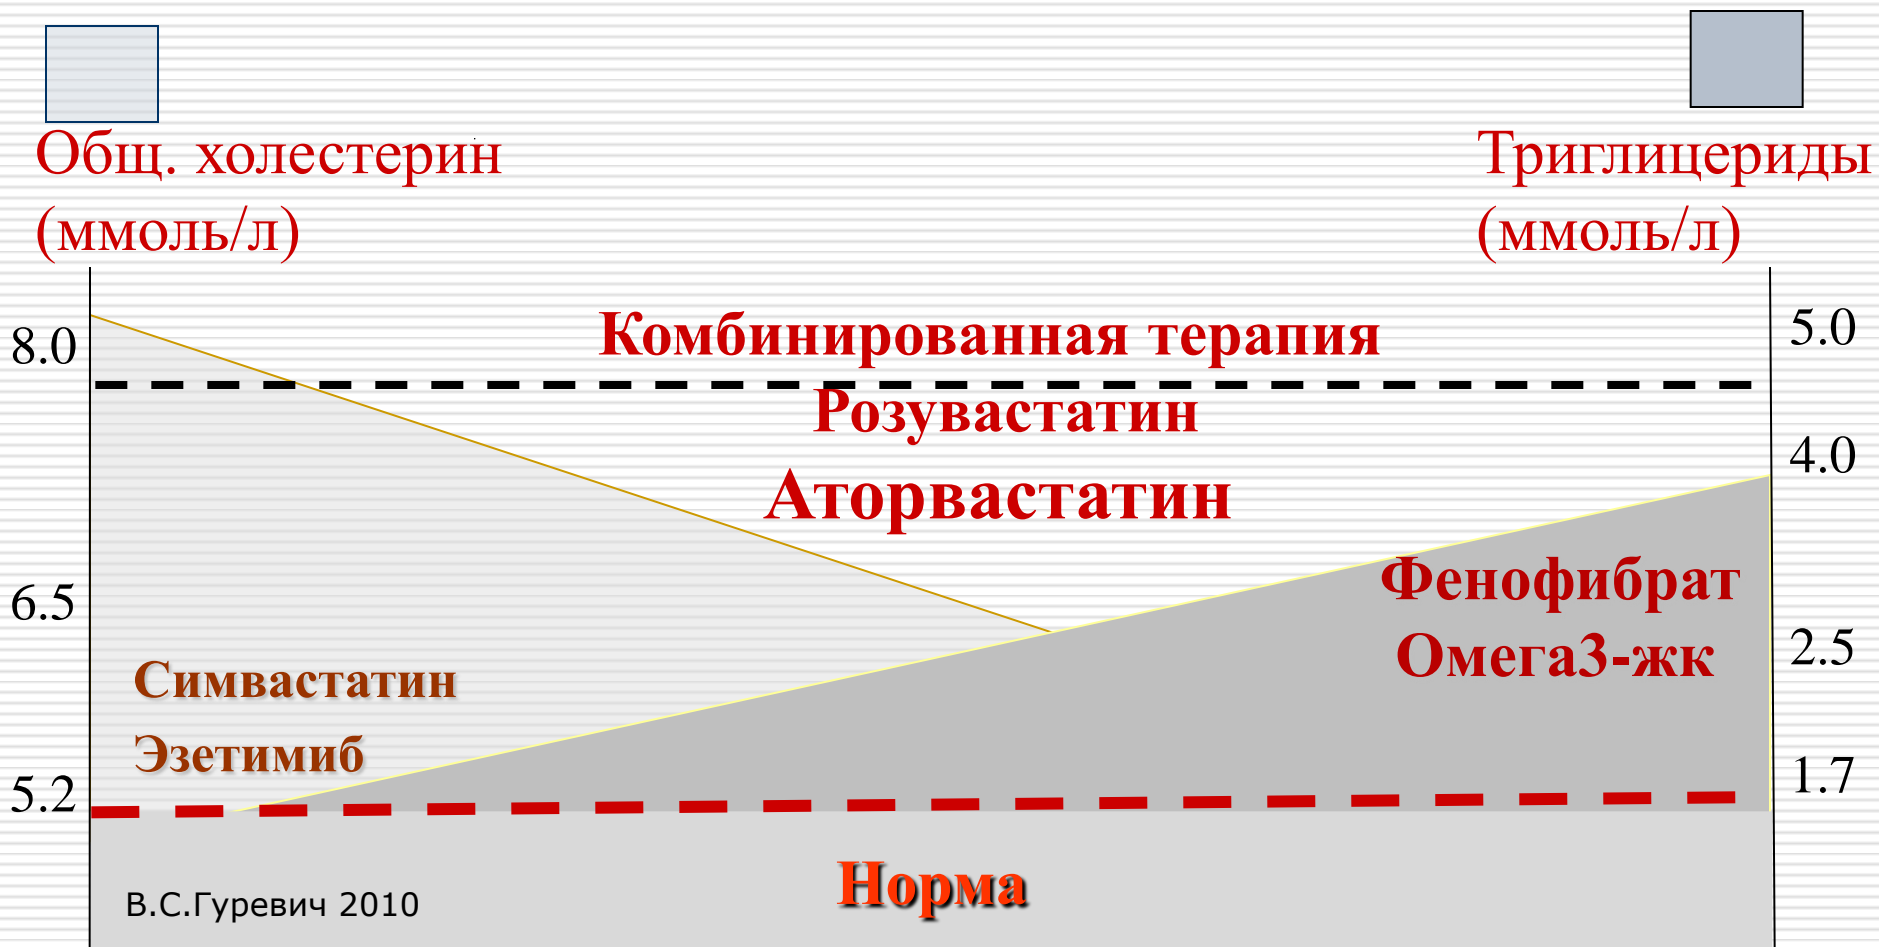 Общ. холестерин
(ммоль/л)
Триглицериды
(ммоль/л)
8.0
6.5
5.2
5.0
4.0
2.5
1.7
Комбинированная терапия
Розувастатин
Аторвастатин
Фенофибрат
Омега3-жк
Симвастатин
Эзетимиб
Норма
В.С.Гуревич 2010